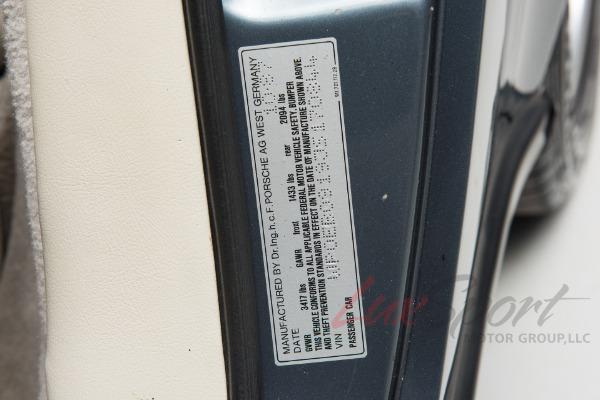 MANUFACTURED BY Dr.Ing.h.c.F.PORSCHE AG WEST GERMANY
DATE
GVWR 3417 lbs GAWR front 1433 lbs rear 2094 lbs
THIS VEHICLE CONFORMS TO ALL APPLICABLE FEDERAL MOTOR VEHICLE SAFETY, BUMPER
AND THEFT PREVENTION STANDARDS IN EFFECT ON THE DATE OF MANUFACTURE SHOWN ABOVE.
VIN
PASSENGER CAR
LuxSport
MOTOR GROUP,LLC